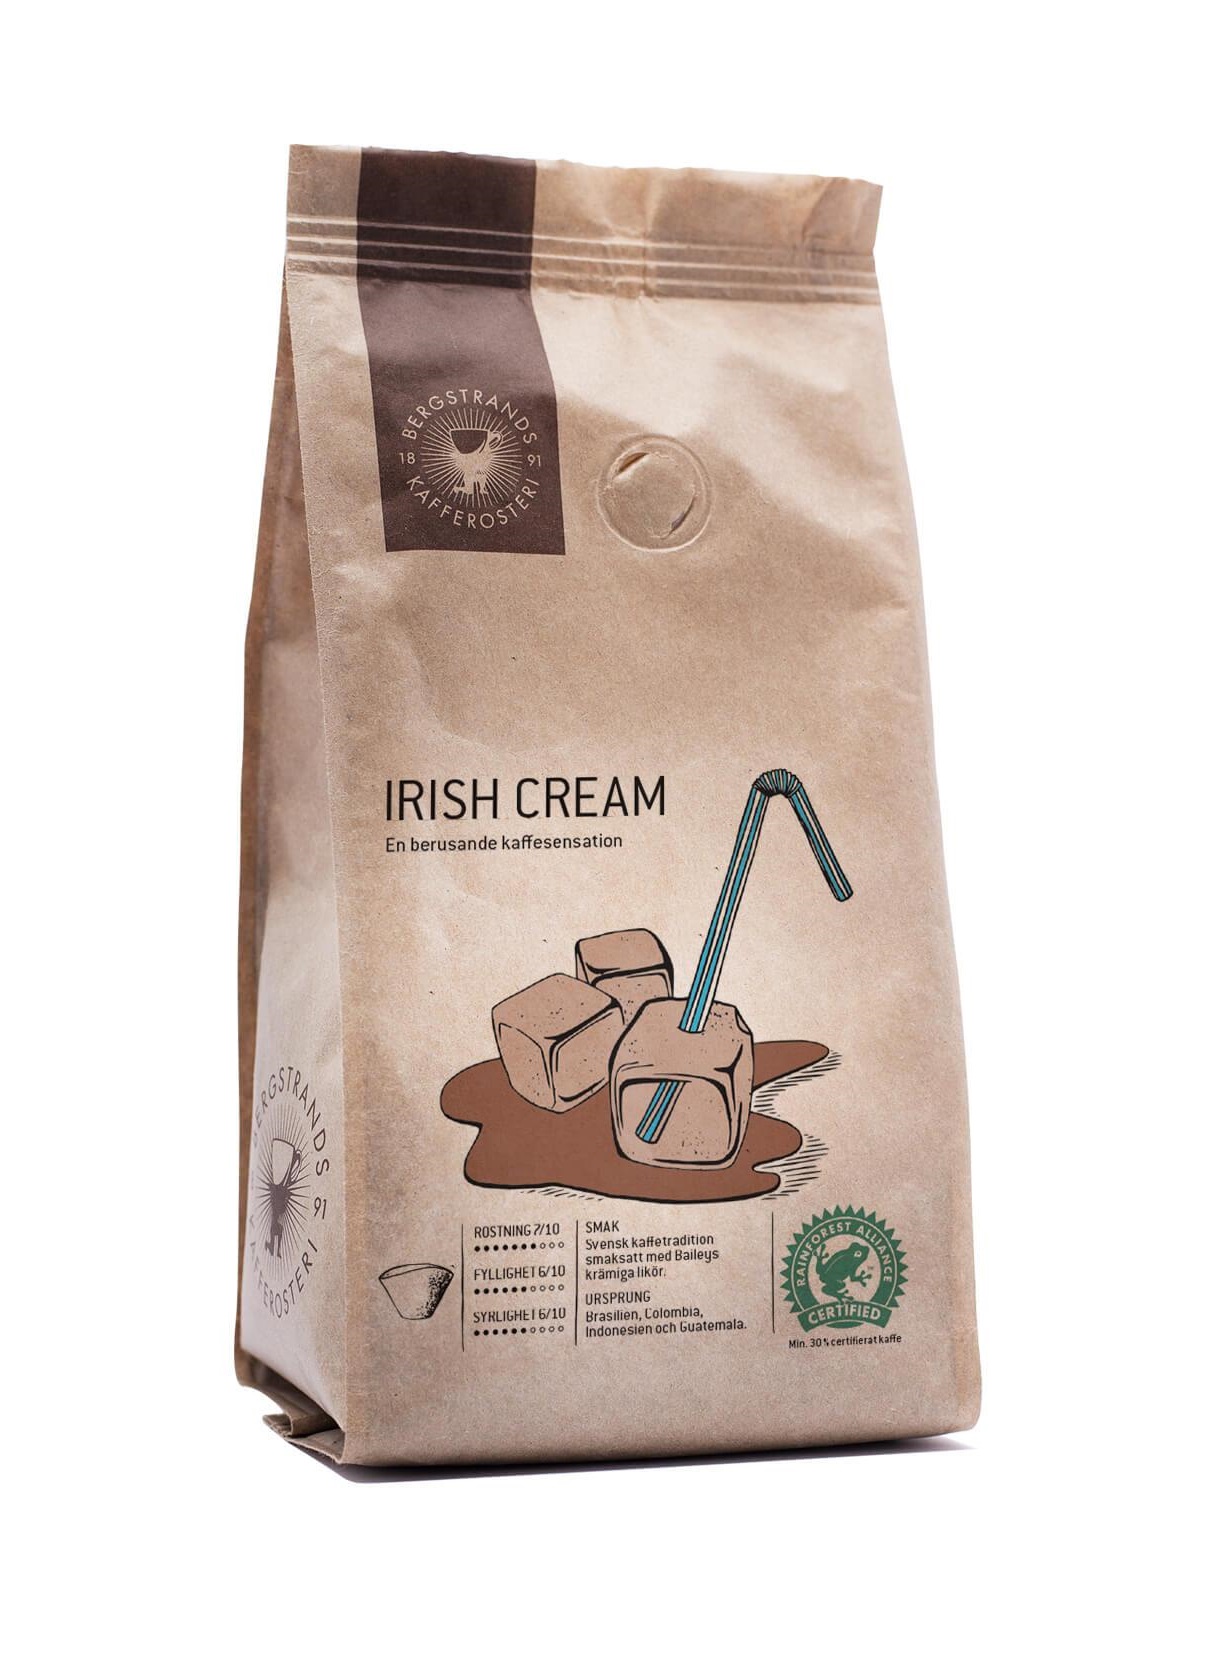 BERGSTRANDS
18 91
KAFFEROSTERI
IRISH CREAM
En berusande kaffesensation
ROSTNING 7/10
FYLLIGHET 6/10
SYRLIGHET 6/10
SMAK
Svensk kaffetradition
smaksatt med Baileys
krämiga likör.
URSPRUNG
Brasilien, Colombia,
Indonesien och Guatemala.
RAINFOREST ALLIANCE
CERTIFIED
Min. 30% certifierat kaffe
BERGSTRANDS
91
KAFFEROSTERI